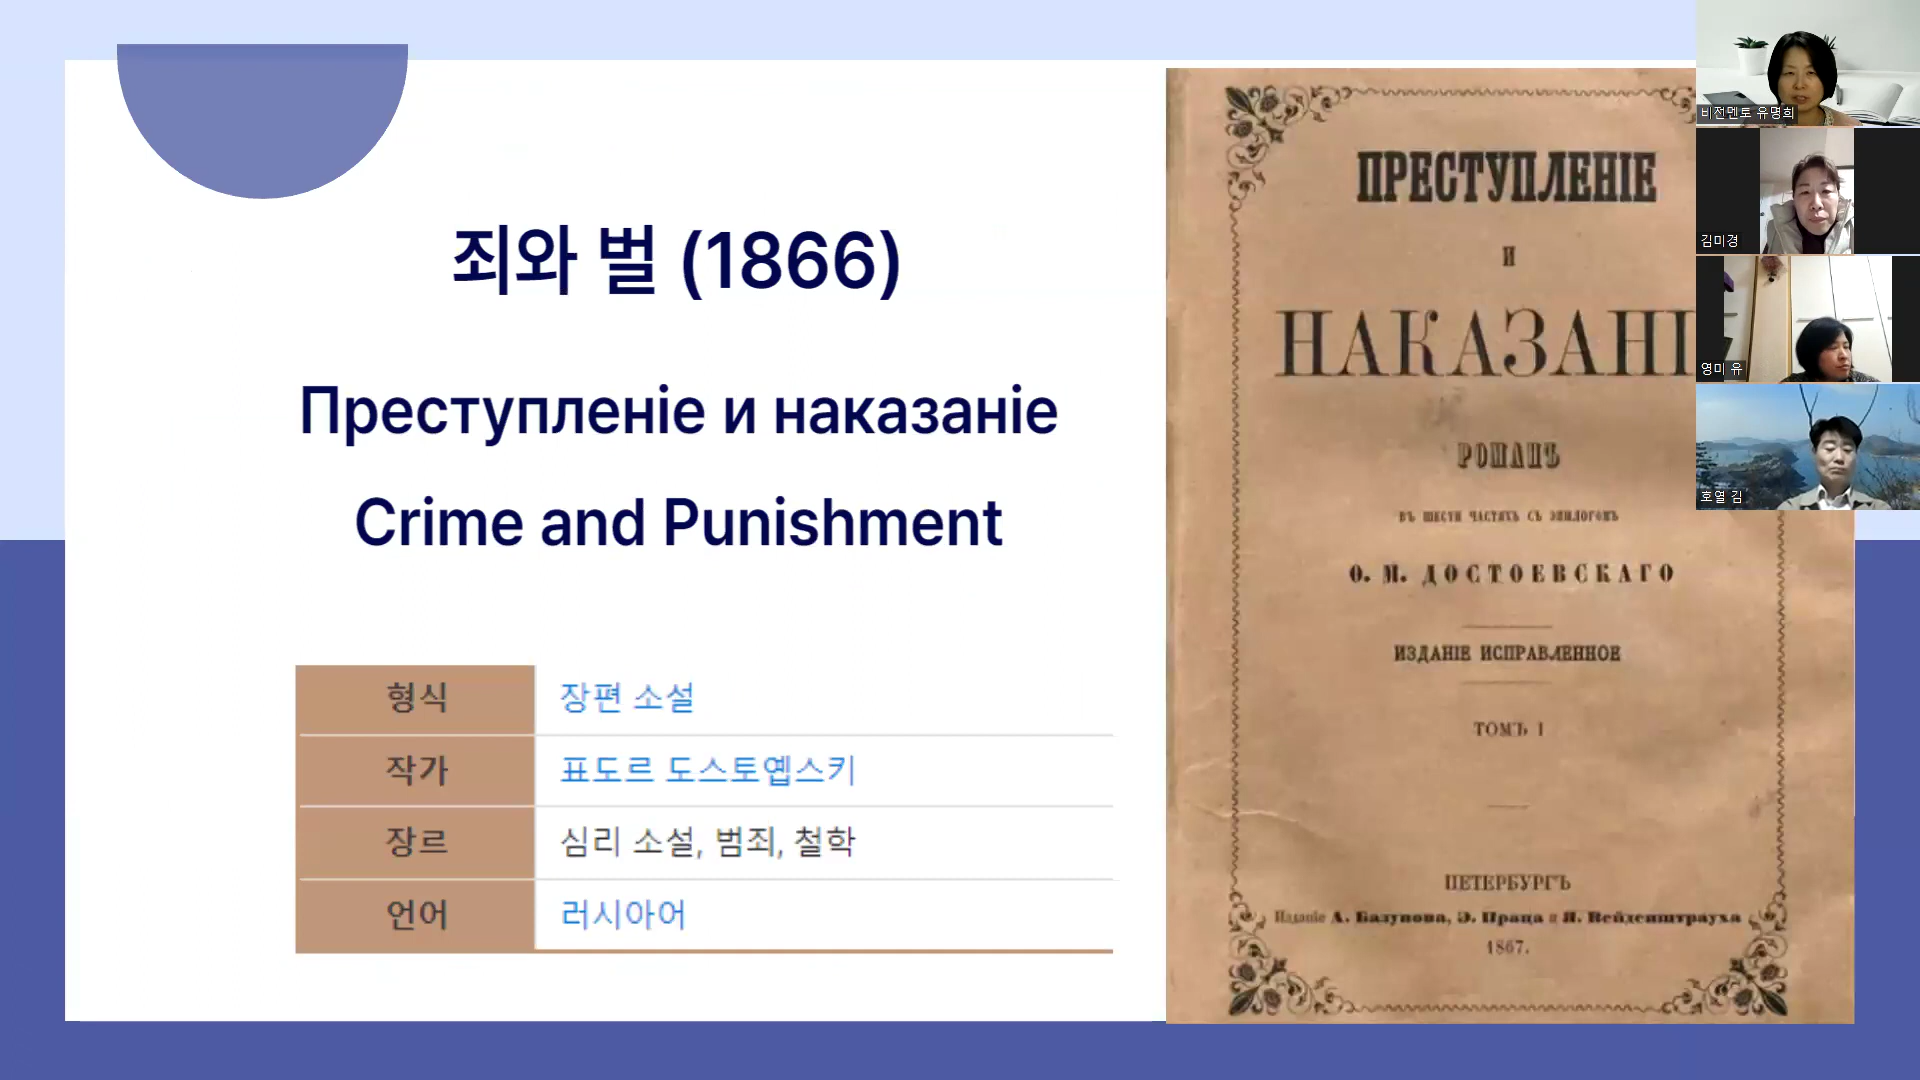 죄와 벌 (1866)
Преступленіе и наказаніе
Crime and Punishment
형식 장편 소설
작가 표도르 도스토옙스키
장르 심리 소설, 범죄, 철학
언어 러시아어
ПРЕСТУПЛЕНІЕ
И
НАКАЗАНІ
РОМАНЪ
ВЪ ШЕСТИ ЧАСТЯХЪ СЪ ЭПИЛОГОМЪ
Ѳ. М. ДОСТОЕВСКАГО
ИЗДАНІЕ ИСПРАВЛЕННОЕ
ТОМЪ I
ПЕТЕРБУРГЪ
Изданіе А. Базунова, Э. Праца и Я. Вейденштрауха
1867.
비전멘토 유명희
김미경
영미 유
호열 김